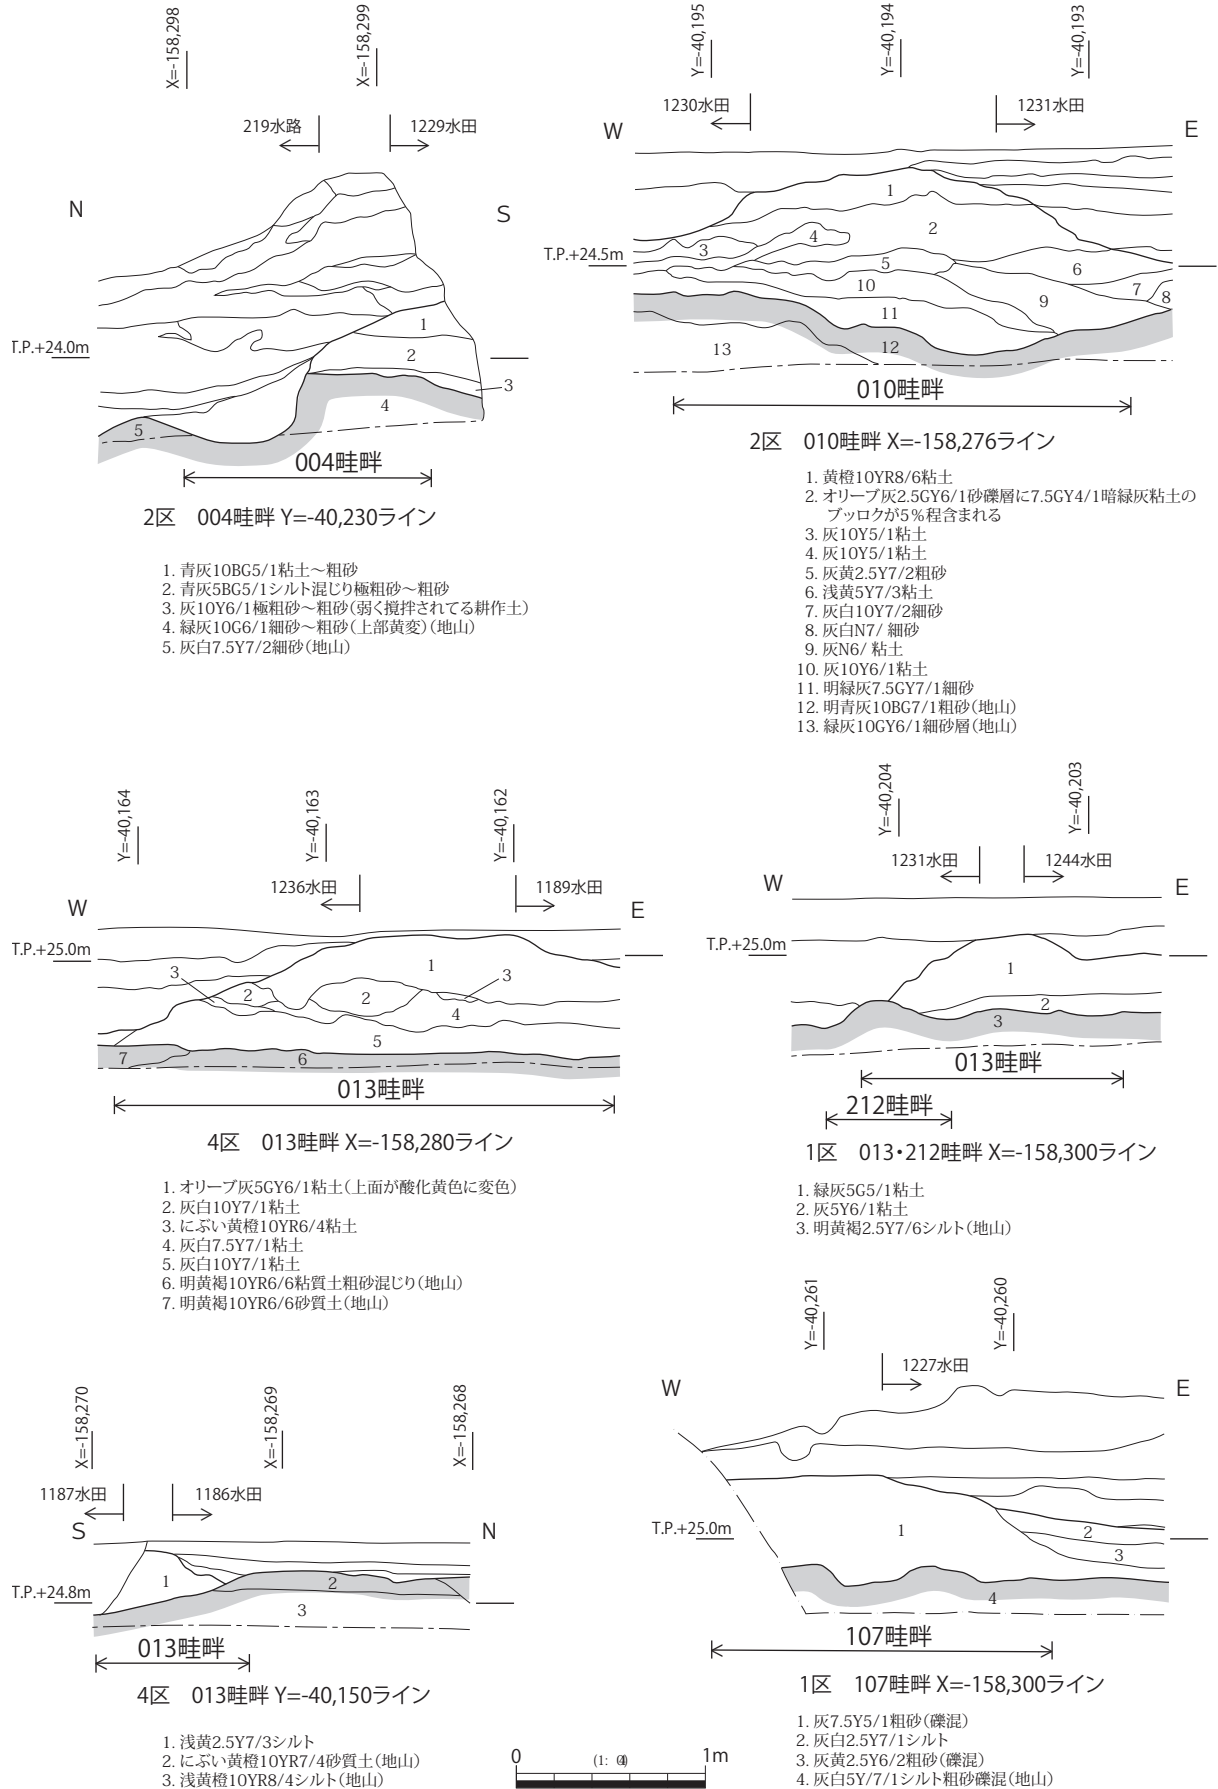 X=-158,298
X=-158,299
219水路
1229水田
N
S
T.P.+24.0m
1
2
3
4
5
004畦畔
2区　004畦畔 Y=-40,230ライン
1. 青灰10BG5/1粘土～粗砂
2. 青灰5BG5/1シルト混じり極粗砂～粗砂
3. 灰10Y6/1極粗砂～粗砂（弱く撹拌されてる耕作土）
4. 緑灰10G6/1細砂～粗砂（上部黄変）（地山）
5. 灰白7.5Y7/2細砂（地山）
Y=-40,195
Y=-40,194
Y=-40,193
1230水田
1231水田
W
E
T.P.+24.5m
1
2
3
4
5
6
7
8
9
10
11
12
13
010畦畔
2区　010畦畔 X=-158,276ライン
1. 黄橙10YR8/6粘土
2. オリーブ灰2.5GY6/1砂礫層に7.5GY4/1暗緑灰粘土の
ブッロクが5％程含まれる
3. 灰10Y5/1粘土
4. 灰10Y5/1粘土
5. 灰黄2.5Y7/2粗砂
6. 浅黄5Y7/3粘土
7. 灰白10Y7/2細砂
8. 灰白N7/ 細砂
9. 灰N6/ 粘土
10. 灰10Y6/1粘土
11. 明緑灰7.5GY7/1細砂
12. 明青灰10BG7/1粗砂（地山）
13. 緑灰10GY6/1細砂層（地山）
Y=-40,164
Y=-40,163
Y=-40,162
1236水田
1189水田
W
E
T.P.+25.0m
3
2
2
1
3
4
5
6
7
013畦畔
4区　013畦畔 X=-158,280ライン
1. オリーブ灰5GY6/1粘土（上面が酸化黄色に変色）
2. 灰白10Y7/1粘土
3. にぶい黄橙10YR6/4粘土
4. 灰白7.5Y7/1粘土
5. 灰白10Y7/1粘土
6. 明黄褐10YR6/6粘質土粗砂混じり（地山）
7. 明黄褐10YR6/6砂質土（地山）
Y=-40,204
Y=-40,203
1231水田
1244水田
W
E
T.P.+25.0m
1
2
3
013畦畔
212畦畔
1区　013・212畦畔 X=-158,300ライン
1. 緑灰5G5/1粘土
2. 灰5Y6/1粘土
3. 明黄褐2.5Y7/6シルト（地山）
X=-158,270
X=-158,269
X=-158,268
1187水田
1186水田
S
N
T.P.+24.8m
1
2
3
013畦畔
4区　013畦畔 Y=-40,150ライン
1. 浅黄2.5Y7/3シルト
2. にぶい黄橙10YR7/4砂質土（地山）
3. 浅黄橙10YR8/4シルト（地山）
Y=-40,261
Y=-40,260
1227水田
W
E
T.P.+25.0m
1
2
3
4
107畦畔
1区　107畦畔 X=-158,300ライン
1. 灰7.5Y5/1粗砂（礫混）
2. 灰白2.5Y7/1シルト
3. 灰黄2.5Y6/2粗砂（礫混）
4. 灰白5Y/7/1シルト粗砂礫混（地山）
0
1m